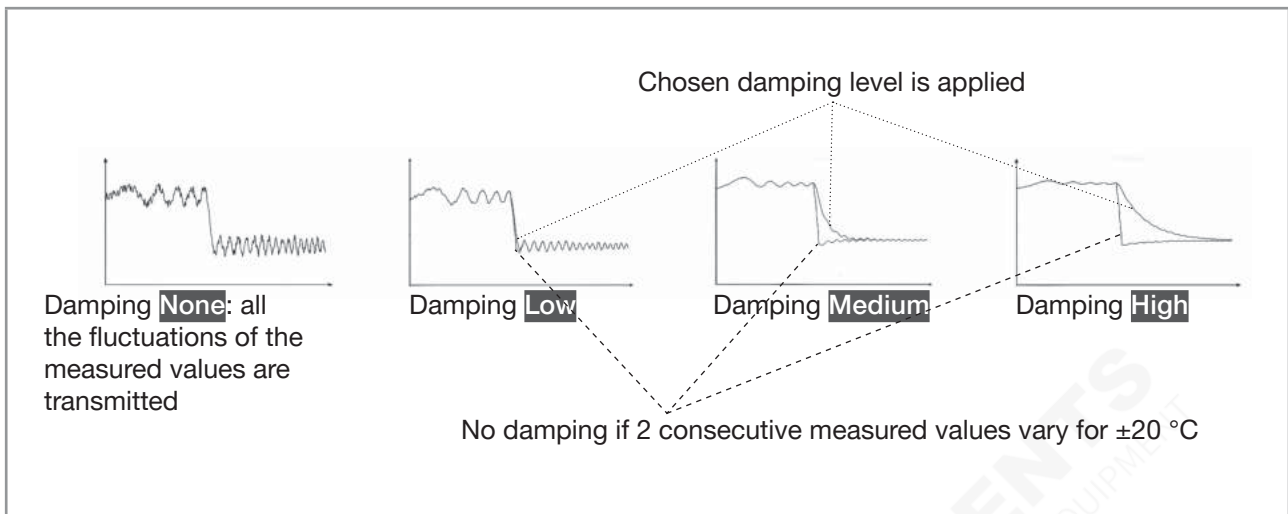 Chosen damping level is applied
Damping None: all
the fluctuations of the
measured values are
transmitted
Damping Low
Damping Medium
Damping High
No damping if 2 consecutive measured values vary for ±20 °C